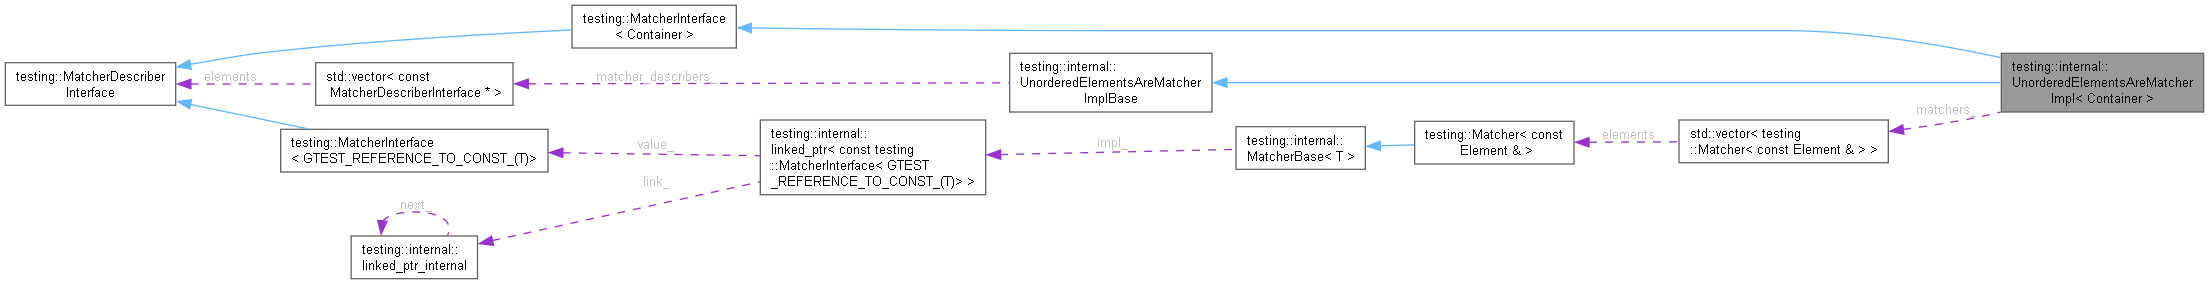 testing::MatcherInterface
< Container >
testing::MatcherDescriber
Interface
elements
std::vector< const
MatcherDescriberInterface * >
matcher_describers_
testing::internal::
UnorderedElementsAreMatcher
ImplBase
testing::internal::
UnorderedElementsAreMatcher
Impl< Container >
matchers_
testing::MatcherInterface
< GTEST_REFERENCE_TO_CONST_(T)>
value_
testing::internal::
linked_ptr< const testing
::MatcherInterface< GTEST
_REFERENCE_TO_CONST_(T)> >
impl_
testing::internal::
MatcherBase< T >
testing::Matcher< const
Element & >
elements
std::vector< testing
::Matcher< const Element & > >
link_
next_
testing::internal::
linked_ptr_internal